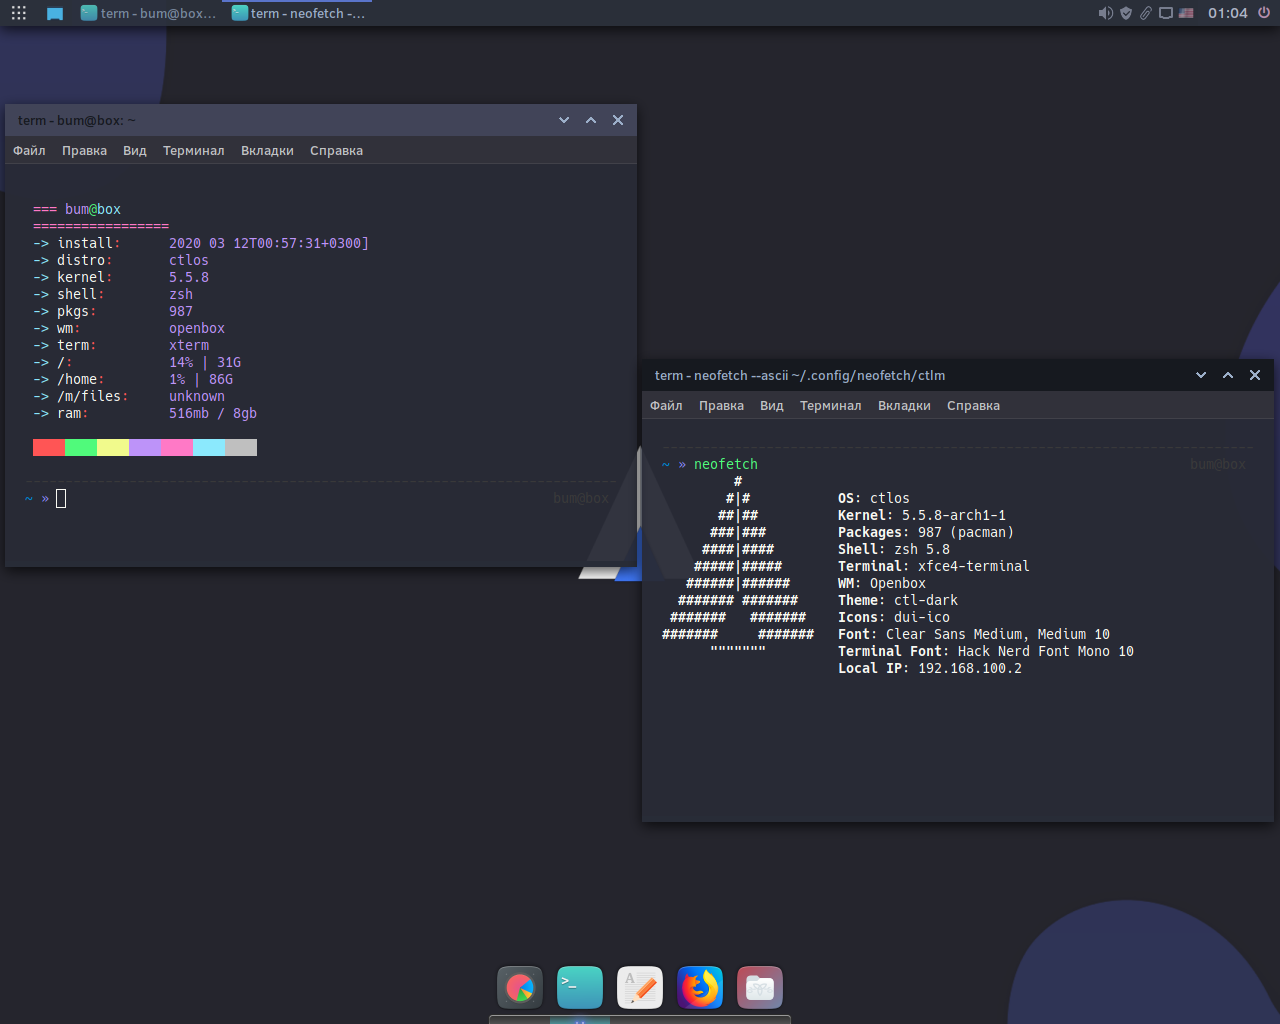 term - bum@box...
term - neofetch -...
01:04
term - bum@box: ~
Файл Правка Вид Терминал Вкладки Справка
=== bum@box
=================
-> install: 2020 03 12T00:57:31+0300]
-> distro: ctlos
-> kernel: 5.5.8
-> shell: zsh
-> pkgs: 987
-> wm: openbox
-> term: xterm
-> /: 14% | 31G
-> /home: 1% | 86G
-> /m/files: unknown
-> ram: 516mb / 8gb
~ » bum@box
term - neofetch --ascii ~/.config/neofetch/ctlm
Файл Правка Вид Терминал Вкладки Справка
~ » neofetch bum@box
#
#|# OS: ctlos
##|## Kernel: 5.5.8-arch1-1
###|### Packages: 987 (pacman)
####|#### Shell: zsh 5.8
#####|##### Terminal: xfce4-terminal
######|###### WM: Openbox
####### ####### Theme: ctl-dark
####### ####### Icons: dui-ico
####### ####### Font: Clear Sans Medium, Medium 10
""""""" Terminal Font: Hack Nerd Font Mono 10
Local IP: 192.168.100.2
>_
A